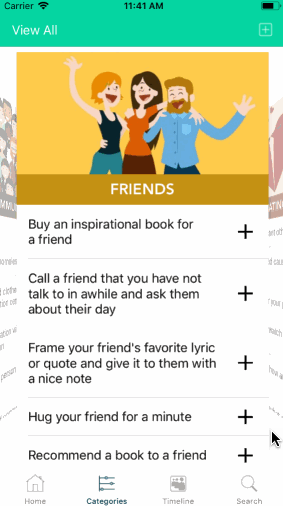 Carrier 11:41 AM
View All
FRIENDS
Buy an inspirational book for
a friend
Call a friend that you have not
talk to in awhile and ask them
about their day
Frame your friend's favorite lyric
or quote and give it to them with
a nice note
Hug your friend for a minute
Recommend a book to a friend
Home Categories Timeline Search